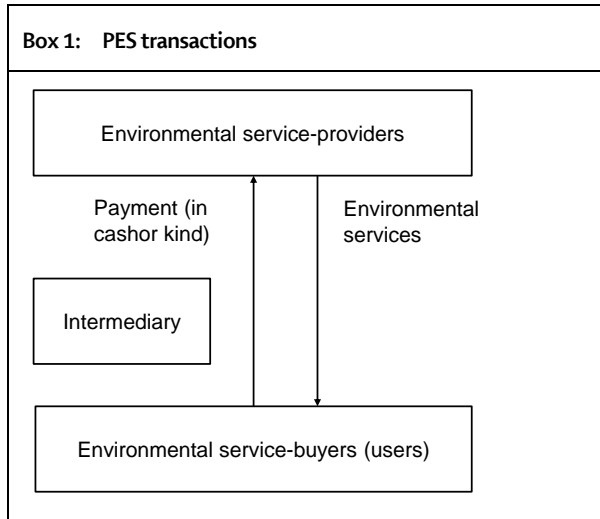 Box 1: PES transactions
Environmental service-providers
Payment (in
cashor kind)
Environmental
services
Intermediary
Environmental service-buyers (users)